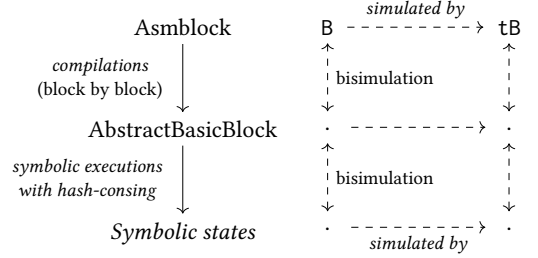 simulated by
Asmblock B tB
compilations
(block by block)
bisimulation
AbstractBasicBlock . .
symbolic executions
with hash-consing
bisimulation
Symbolic states . .
simulated by